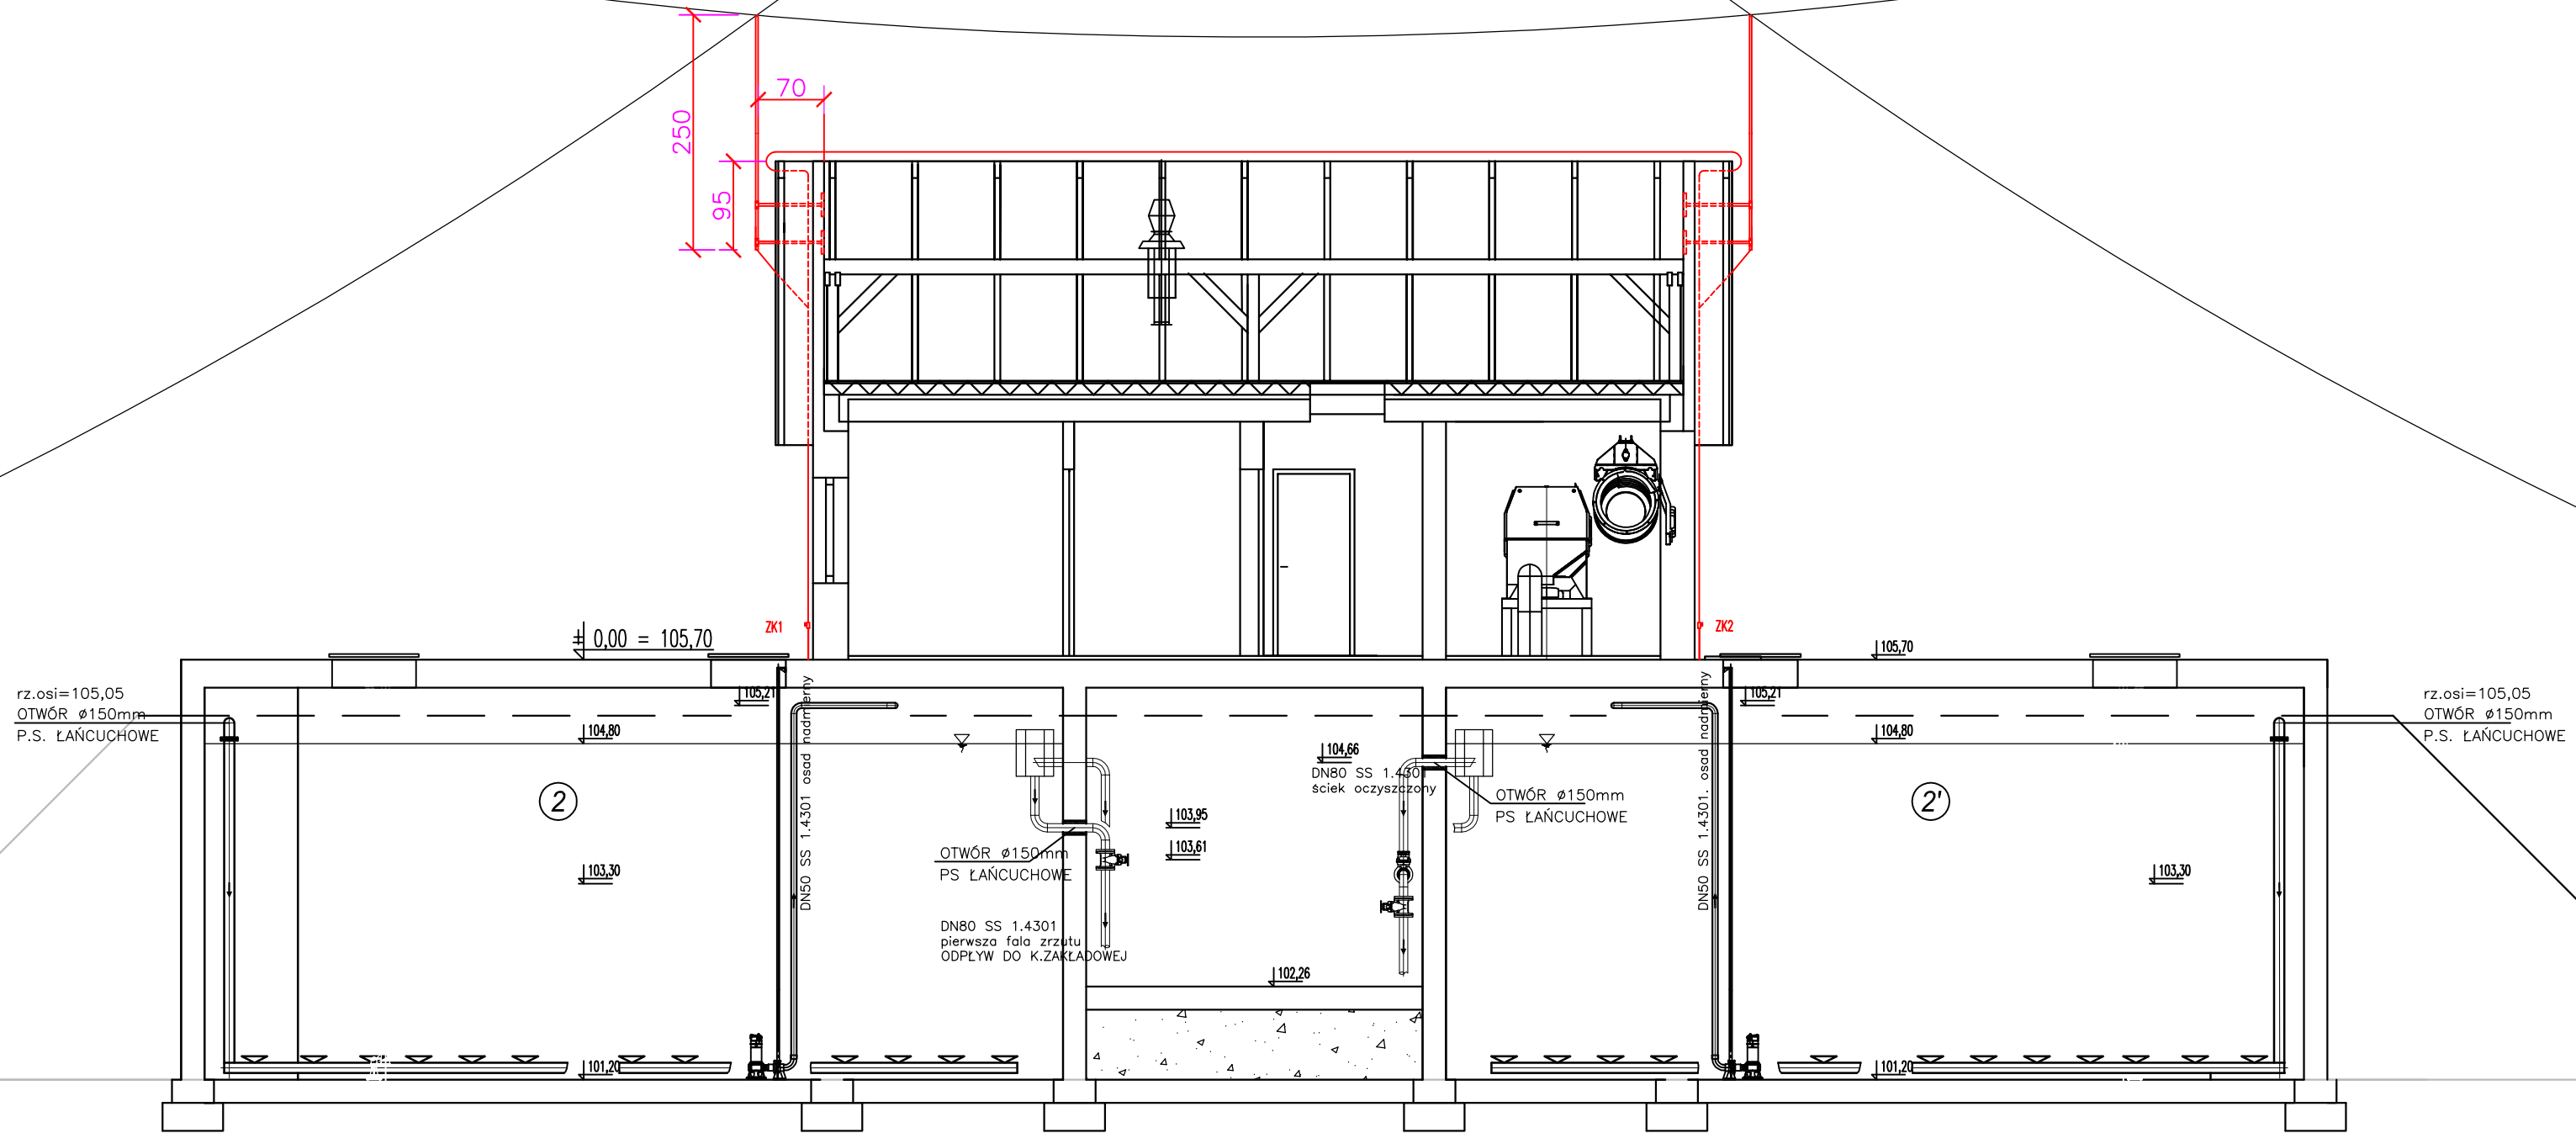 70
250
95
ZK1
ZK2
± 0,00 = 105,70
105,70
rz.osi=105,05
OTWÓR ø150mm
P.S. ŁAŃCUCHOWE
105,21
104,80
DN50 SS 1.4301 osad nadmierny
2
103,30
101,20
OTWÓR ø150mm
PS ŁAŃCUCHOWE
DN80 SS 1.4301
pierwsza fala zrzutu
ODPŁYW DO K.ZAKŁADOWEJ
103,95
103,61
104,66
DN80 SS 1.4301
ściek oczyszczony
102,26
OTWÓR ø150mm
PS ŁAŃCUCHOWE
DN50 SS 1.4301. osad nadmierny
105,21
104,80
2'
103,30
101,20
rz.osi=105,05
OTWÓR ø150mm
P.S. ŁAŃCUCHOWE